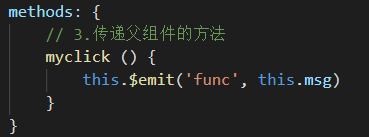 methods: {
// 3.传递父组件的方法
myclick () {
this.$emit('func', this.msg)
}
}